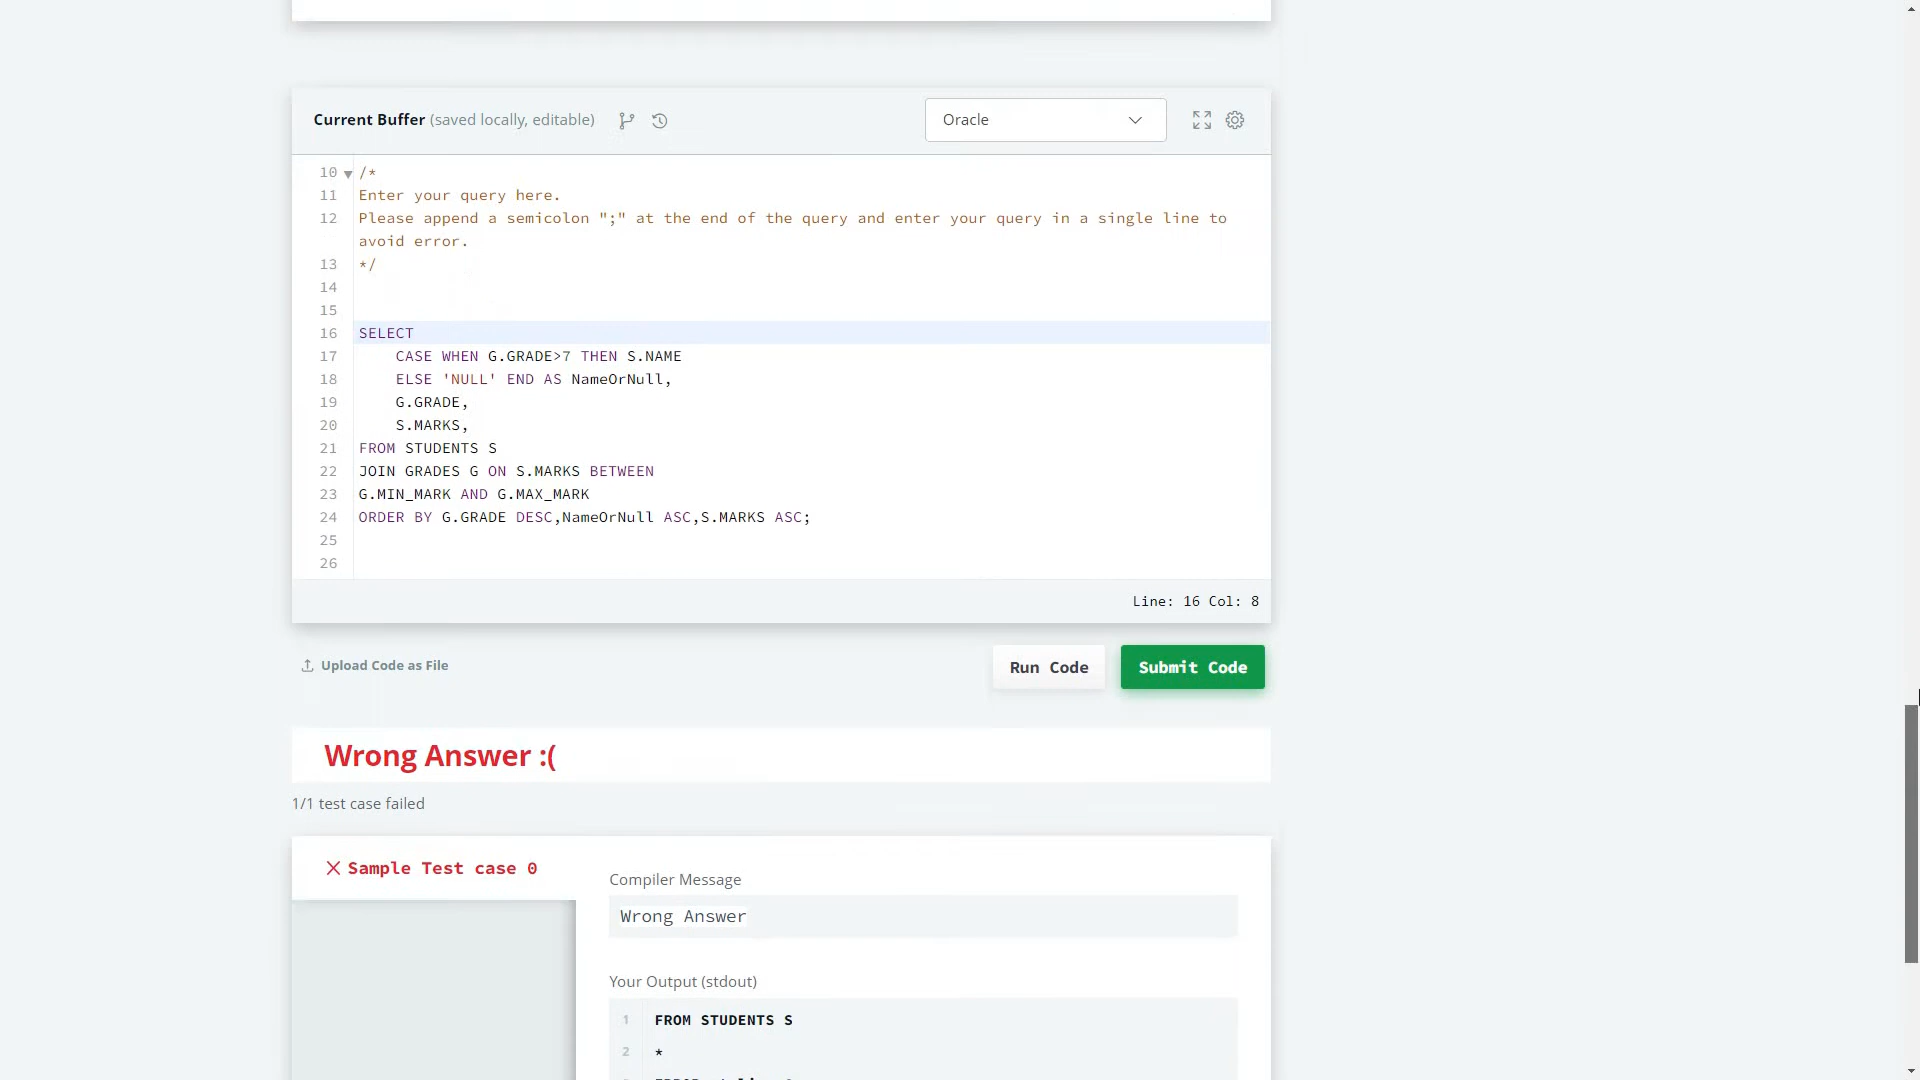 Current Buffer (saved locally, editable)
Oracle
10 /*
11 Enter your query here.
12 Please append a semicolon ";" at the end of the query and enter your query in a single line to
avoid error.
13 */
14
15
16 SELECT
17 CASE WHEN G.GRADE>7 THEN S.NAME
18 ELSE 'NULL' END AS NameOrNull,
19 G.GRADE,
20 S.MARKS,
21 FROM STUDENTS S
22 JOIN GRADES G ON S.MARKS BETWEEN
23 G.MIN_MARK AND G.MAX_MARK
24 ORDER BY G.GRADE DESC,NameOrNull ASC,S.MARKS ASC;
25
26
Line: 16 Col: 8
Upload Code as File
Run Code
Submit Code
Wrong Answer :(
1/1 test case failed
Sample Test case 0
Compiler Message
Wrong Answer
Your Output (stdout)
1 FROM STUDENTS S
2 *